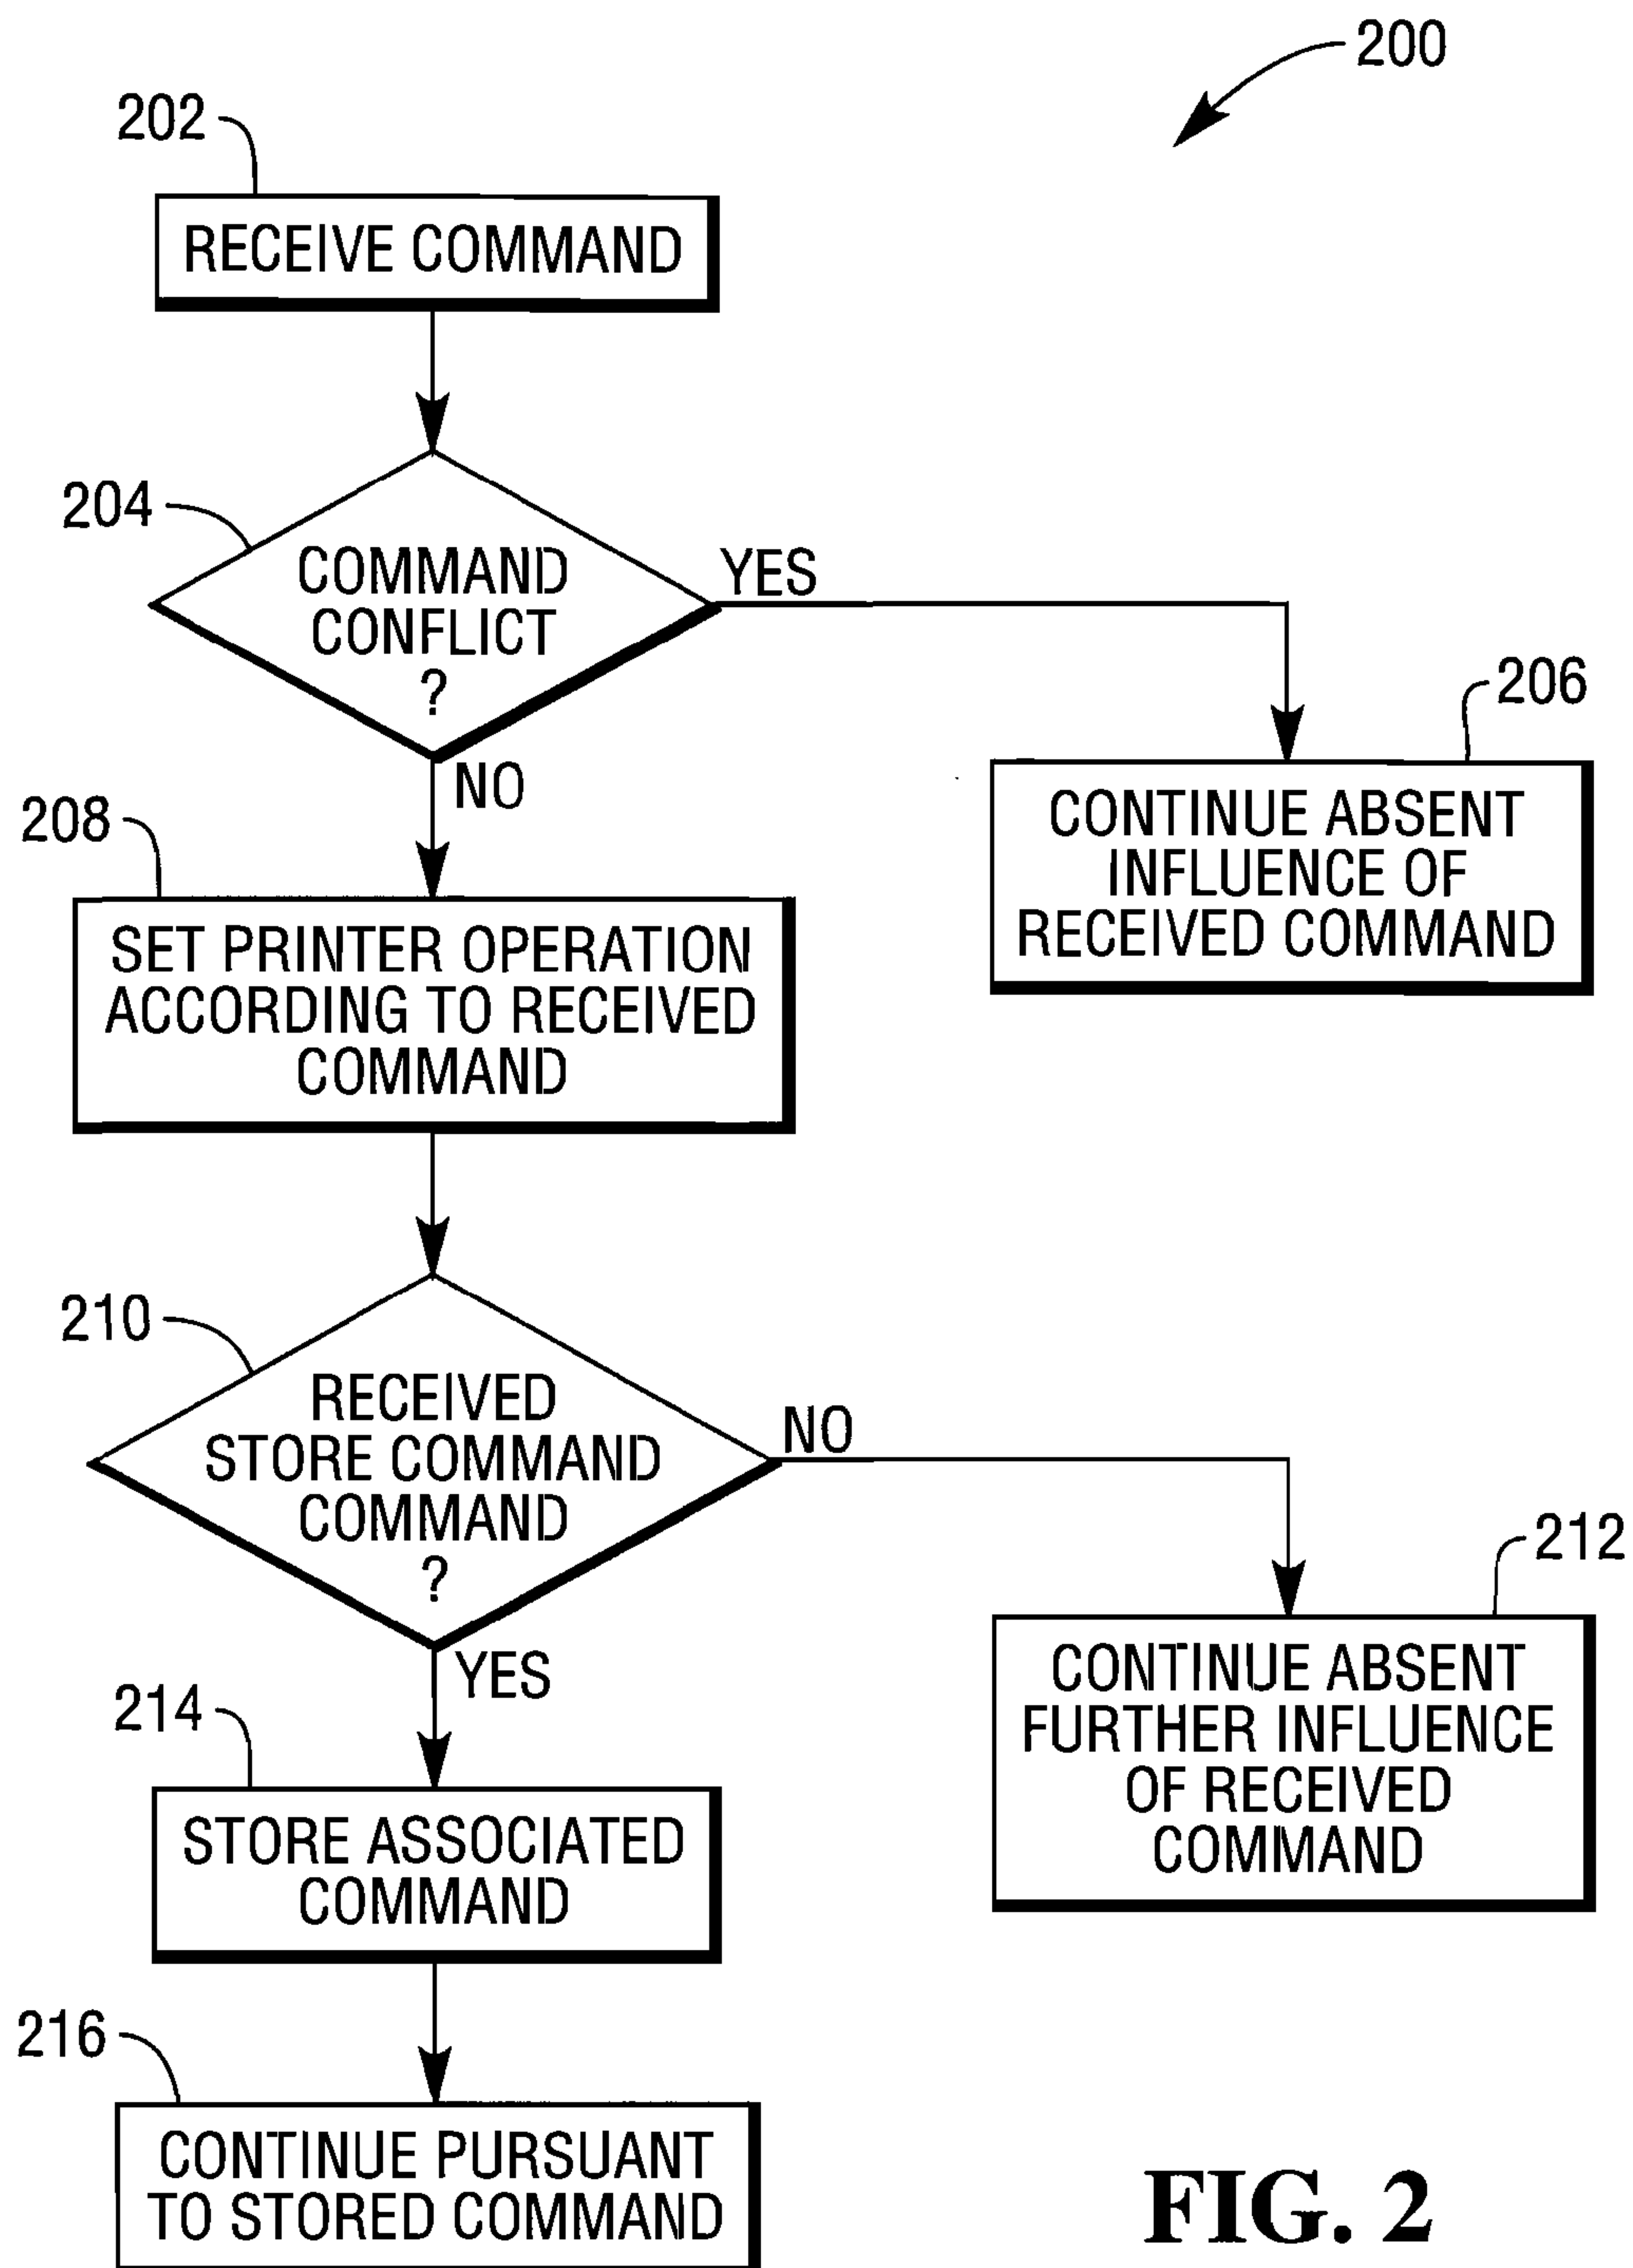 200
202
RECEIVE COMMAND
204
COMMAND
CONFLICT
?
YES
NO
206
CONTINUE ABSENT
INFLUENCE OF
RECEIVED COMMAND
208
SET PRINTER OPERATION
ACCORDING TO RECEIVED
COMMAND
210
RECEIVED
STORE COMMAND
COMMAND
?
NO
YES
212
CONTINUE ABSENT
FURTHER INFLUENCE
OF RECEIVED
COMMAND
214
STORE ASSOCIATED
COMMAND
216
CONTINUE PURSUANT
TO STORED COMMAND
FIG. 2